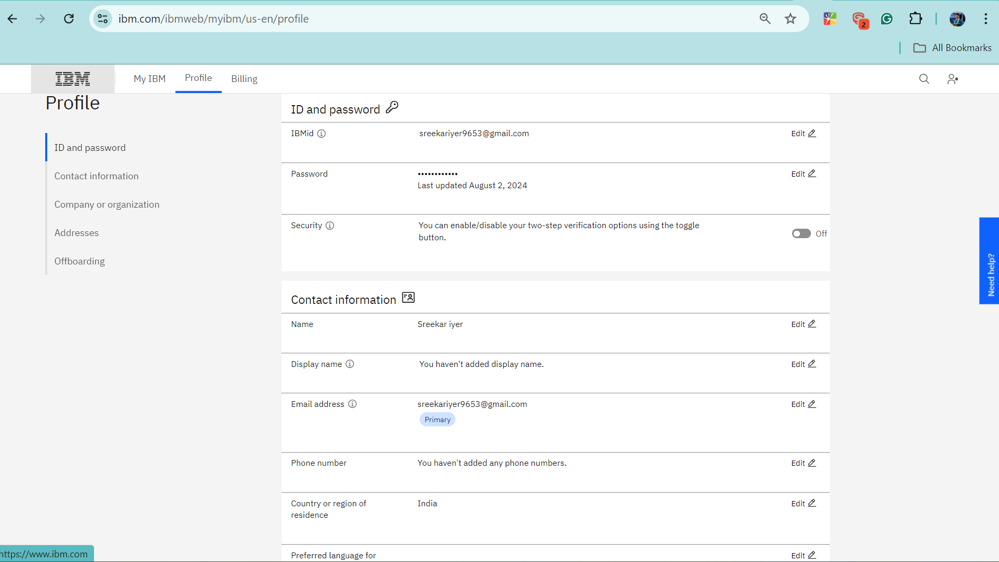 ibm.com/ibmweb/myibm/us-en/profile
2
All Bookmarks
IBM
My IBM
Profile
Billing
Profile
ID and password
Contact information
Company or organization
Addresses
Offboarding
ID and password
IBMid
sreekariyer9653@gmail.com
Edit
Password
••••••••••••
Edit
Last updated August 2, 2024
Security
You can enable/disable your two-step verification options using the toggle
button.
Off
Need help?
Contact information
Name
Sreekar iyer
Edit
Display name
You haven't added display name.
Edit
Email address
sreekariyer9653@gmail.com
Edit
Primary
Phone number
You haven't added any phone numbers.
Edit
Country or region of
residence
India
Edit
Preferred language for
Edit
https://www.ibm.com